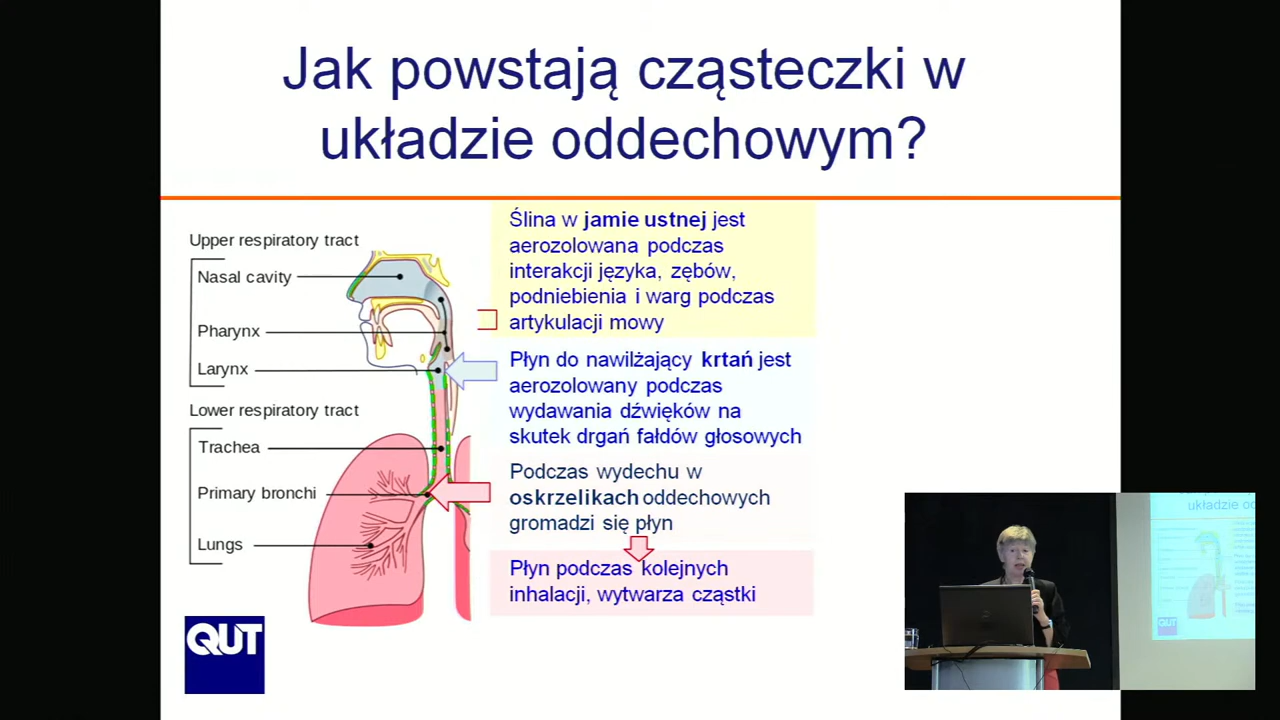 Jak powstają cząsteczki w
układzie oddechowym?
Upper respiratory tract
Nasal cavity
Pharynx
Larynx
Lower respiratory tract
Trachea
Primary bronchi
Lungs
Ślina w jamie ustnej jest
aerozolowana podczas
interakcji języka, zębów,
podniebienia i warg podczas
artykulacji mowy
Płyn do nawilżający krtań jest
aerozolowany podczas
wydawania dźwięków na
skutek drgań fałdów głosowych
Podczas wydechu w
oskrzelikach oddechowych
gromadzi się płyn
Płyn podczas kolejnych
inhalacji, wytwarza cząstki
QUT
układzie od